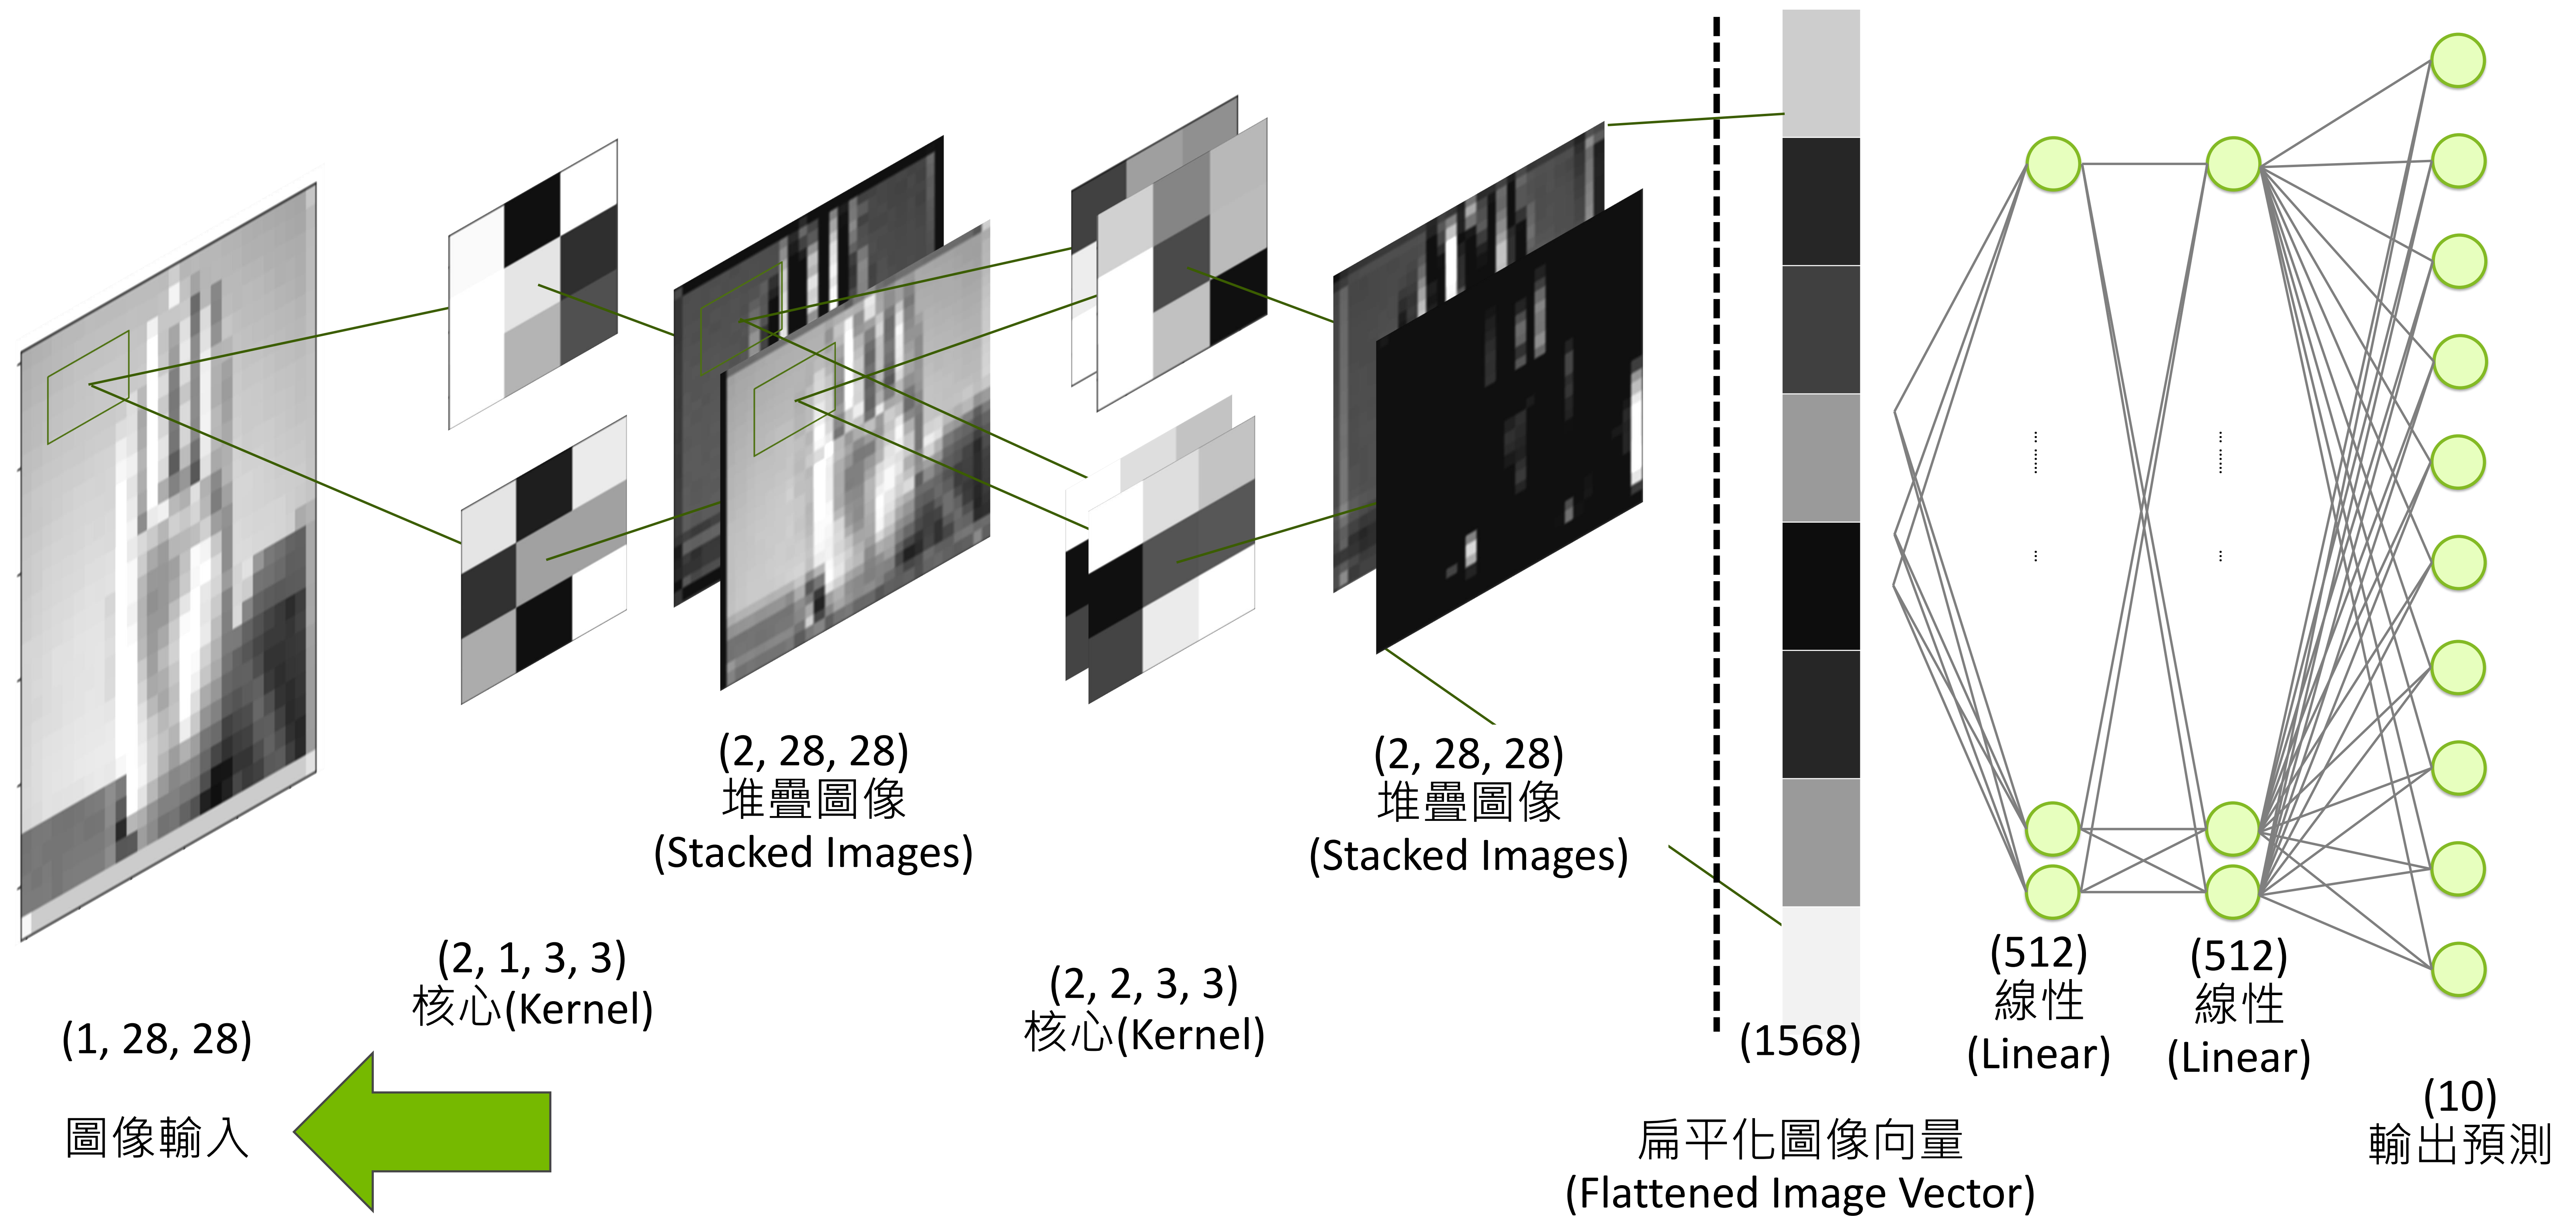 (1, 28, 28)
圖像輸入
(2, 1, 3, 3)
核心(Kernel)
(2, 28, 28)
堆疊圖像
(Stacked Images)
(2, 2, 3, 3)
核心(Kernel)
(2, 28, 28)
堆疊圖像
(Stacked Images)
(1568)
扁平化圖像向量
(Flattened Image Vector)
(512)
線性
(Linear)
(512)
線性
(Linear)
(10)
輸出預測